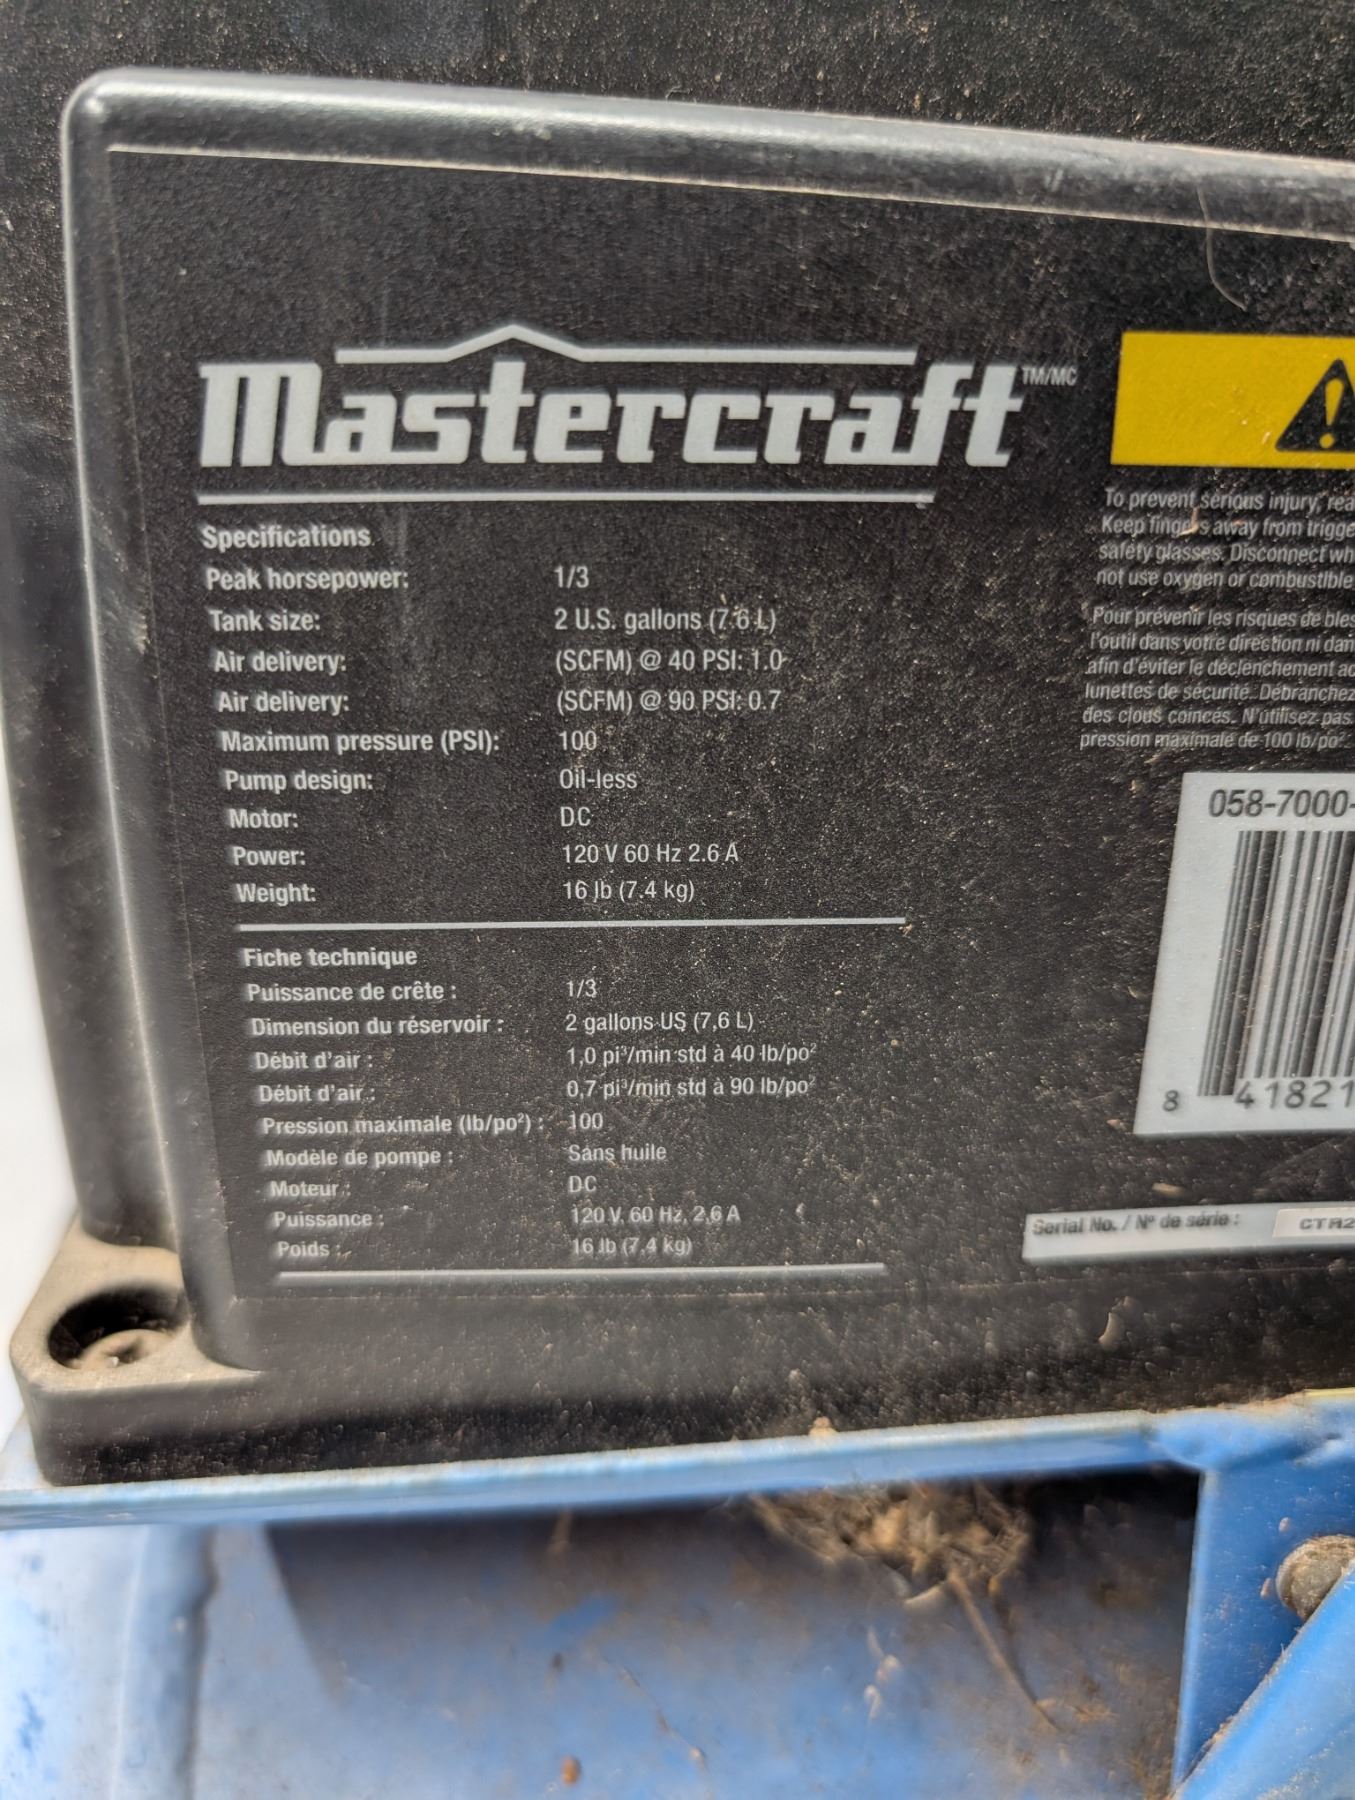 Mastercraft TM/MC
Specifications
Peak horsepower: 1/3
Tank size: 2 U.S. gallons (7.6 L)
Air delivery: (SCFM) @ 40 PSI: 1.0
Air delivery: (SCFM) @ 90 PSI: 0.7
Maximum pressure (PSI): 100
Pump design: Oil-less
Motor: DC
Power: 120 V 60 Hz 2.6 A
Weight: 16 lb (7.4 kg)
Fiche technique
Puissance de crête : 1/3
Dimension du réservoir : 2 gallons US (7,6 L)
Débit d'air : 1,0 pi³/min std à 40 lb/po²
Débit d'air : 0,7 pi³/min std à 90 lb/po²
Pression maximale (lb/po²) : 100
Modèle de pompe : Sans huile
Moteur : DC
Puissance : 120 V, 60 Hz, 2,6 A
Poids : 16 lb (7,4 kg)
To prevent serious injury, rea
Keep fingers away from trigge
safety glasses. Disconnect wh
not use oxygen or combustible
Pour prévenir les risques de bles
l'outil dans votre direction ni dan
afin d'éviter le déclenchement ac
lunettes de sécurité. Débranchez
des clous coincés. N'utilisez pas
pression maximale de 100 lb/po².
058-7000-
8 41821
Serial No. / Nº de série : CTR2